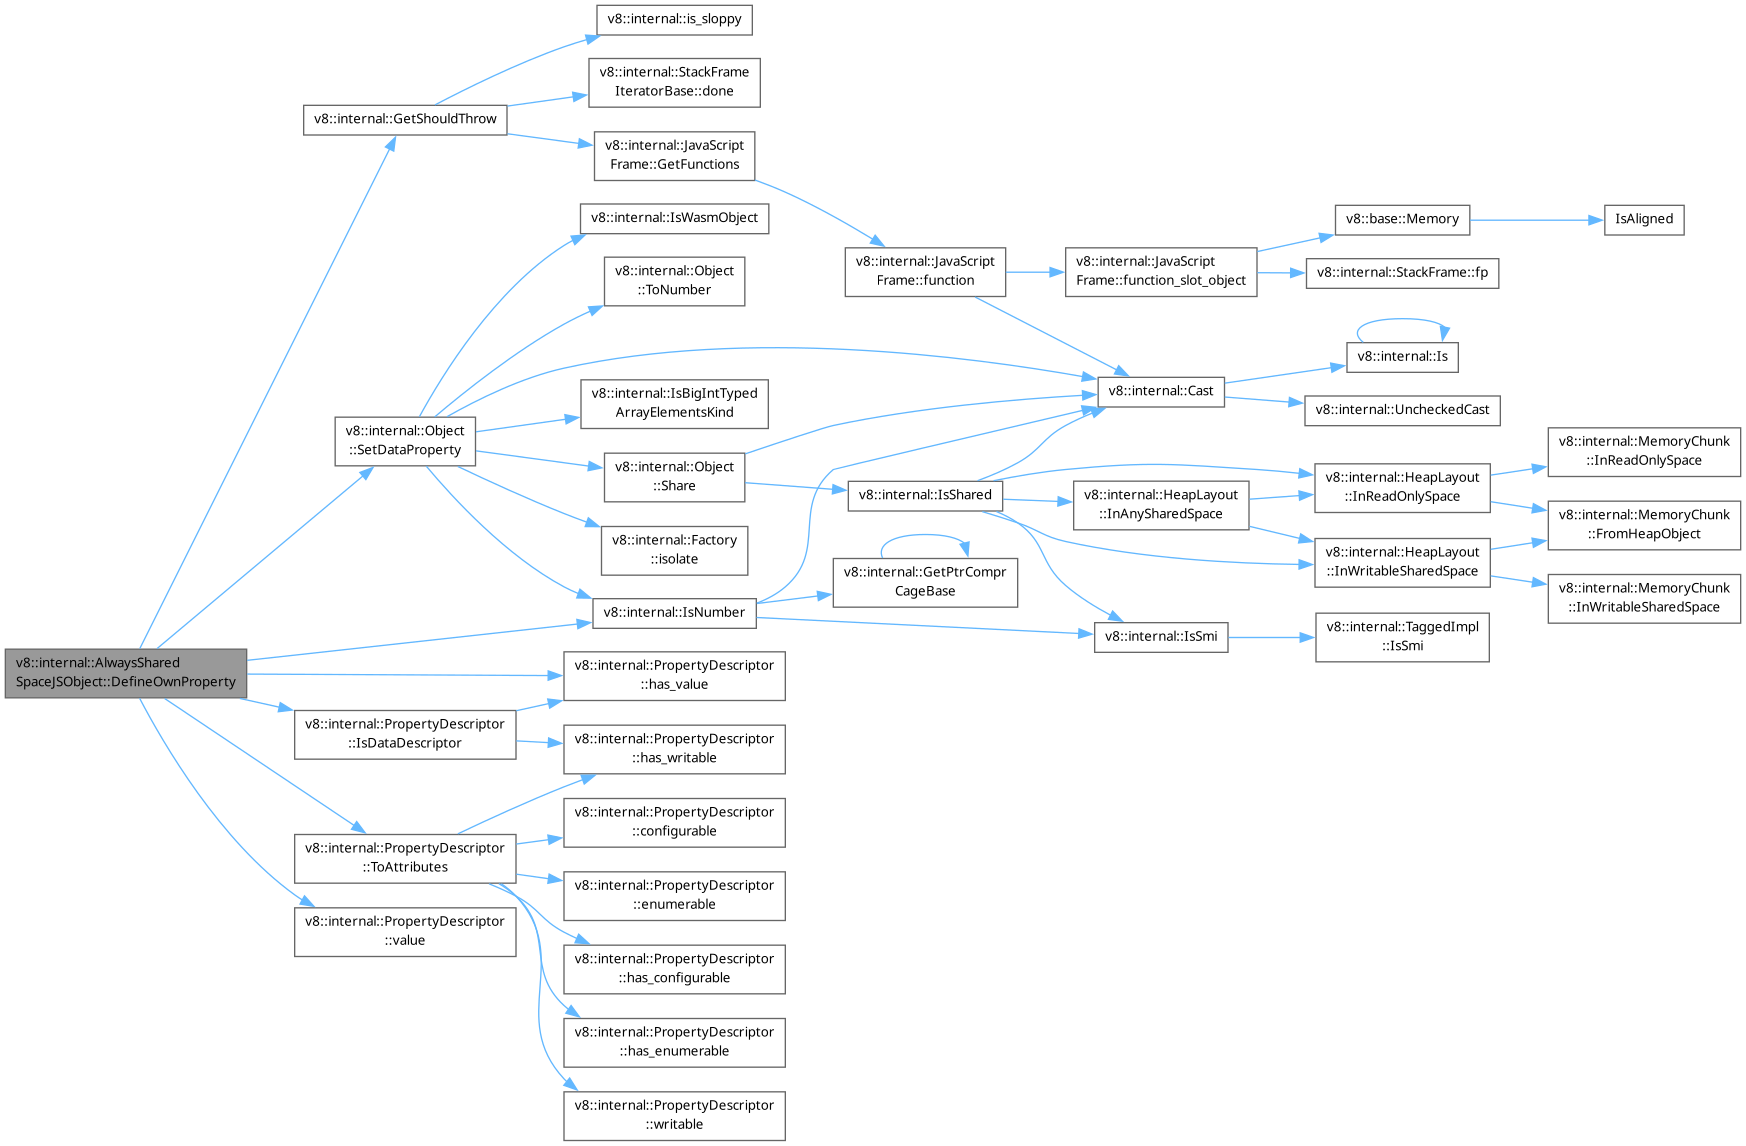 v8::internal::AlwaysShared
SpaceJSObject::DefineOwnProperty
v8::internal::GetShouldThrow
v8::internal::is_sloppy
v8::internal::StackFrame
IteratorBase::done
v8::internal::JavaScript
Frame::GetFunctions
v8::internal::JavaScript
Frame::function
v8::internal::JavaScript
Frame::function_slot_object
v8::base::Memory
IsAligned
v8::internal::StackFrame::fp
v8::internal::Cast
v8::internal::Is
v8::internal::UncheckedCast
v8::internal::Object
::SetDataProperty
v8::internal::IsWasmObject
v8::internal::Object
::ToNumber
v8::internal::IsBigIntTyped
ArrayElementsKind
v8::internal::Object
::Share
v8::internal::IsShared
v8::internal::HeapLayout
::InAnySharedSpace
v8::internal::HeapLayout
::InReadOnlySpace
v8::internal::MemoryChunk
::InReadOnlySpace
v8::internal::MemoryChunk
::FromHeapObject
v8::internal::HeapLayout
::InWritableSharedSpace
v8::internal::MemoryChunk
::InWritableSharedSpace
v8::internal::IsSmi
v8::internal::TaggedImpl
::IsSmi
v8::internal::Factory
::isolate
v8::internal::IsNumber
v8::internal::GetPtrCompr
CageBase
v8::internal::PropertyDescriptor
::has_value
v8::internal::PropertyDescriptor
::IsDataDescriptor
v8::internal::PropertyDescriptor
::has_writable
v8::internal::PropertyDescriptor
::ToAttributes
v8::internal::PropertyDescriptor
::configurable
v8::internal::PropertyDescriptor
::enumerable
v8::internal::PropertyDescriptor
::has_configurable
v8::internal::PropertyDescriptor
::has_enumerable
v8::internal::PropertyDescriptor
::writable
v8::internal::PropertyDescriptor
::value